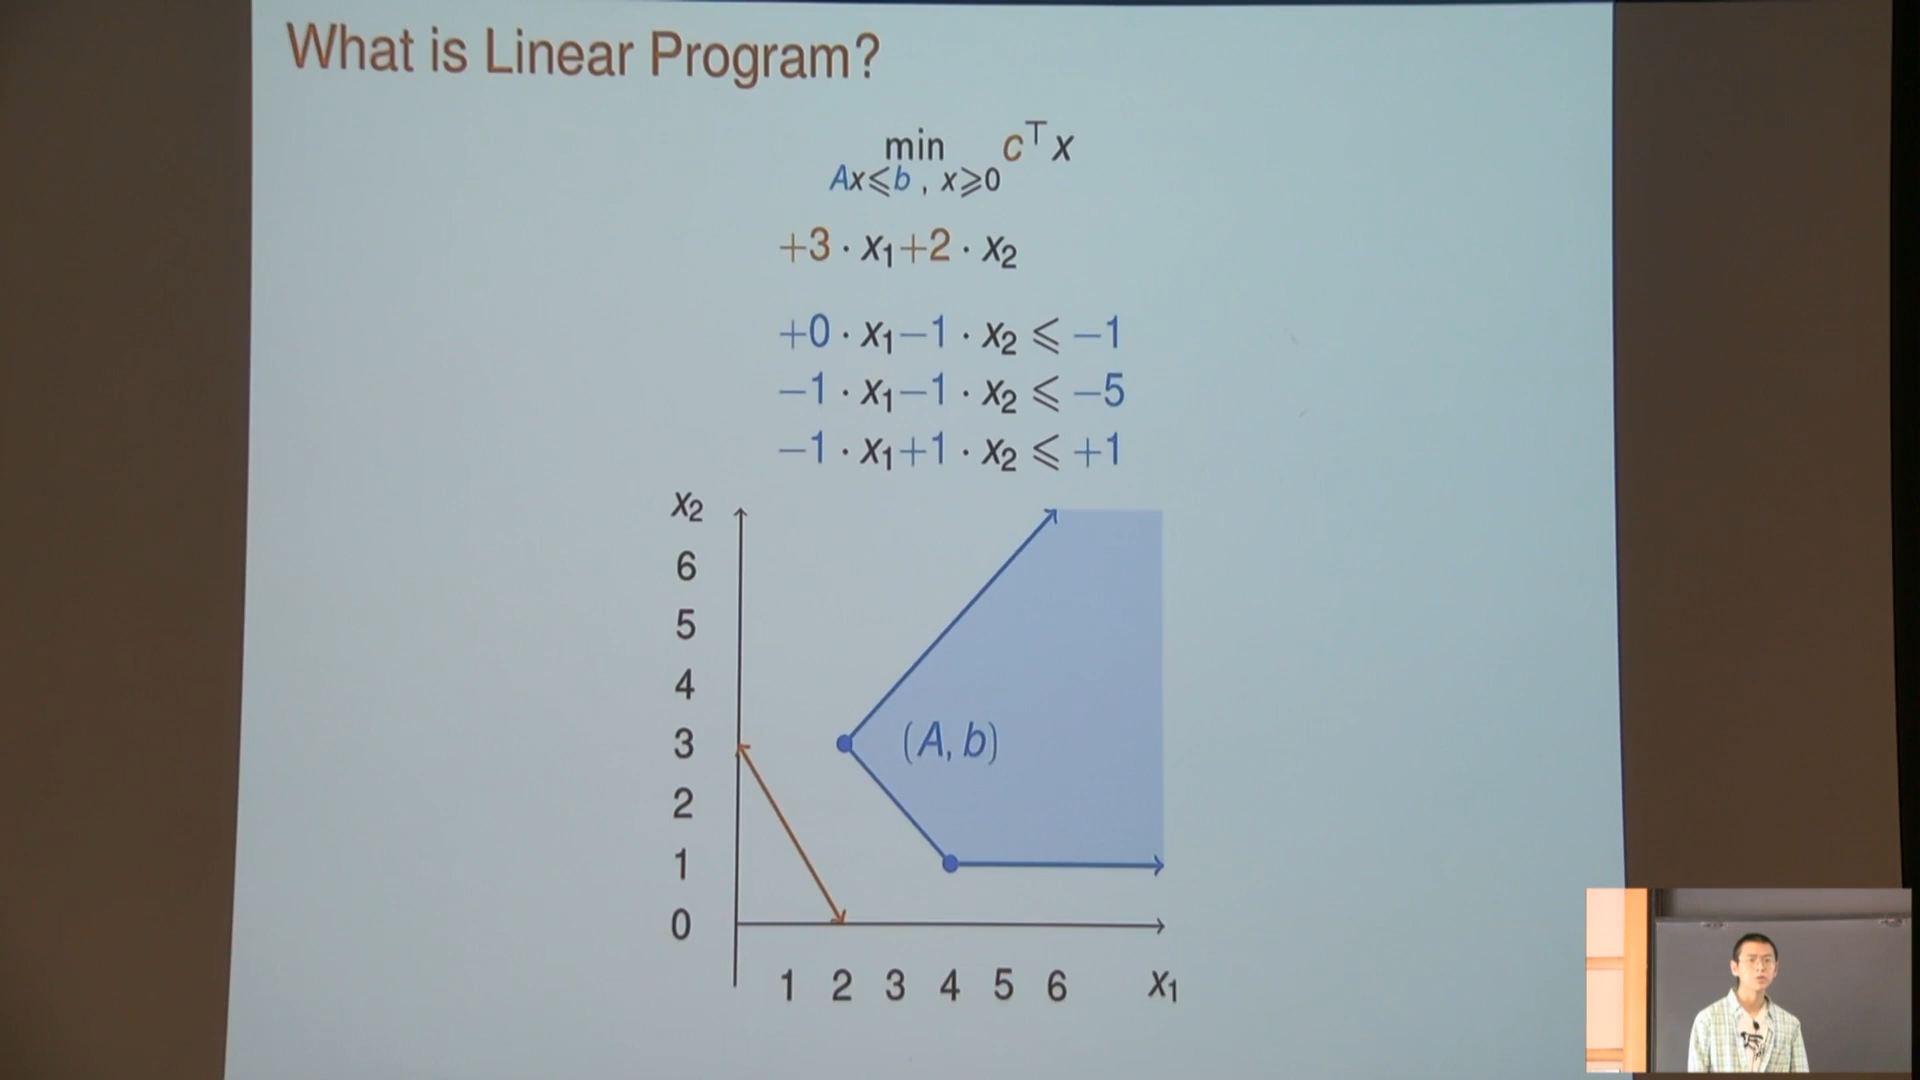 What is Linear Program?
min c⊤x
Ax⩽b , x⩾0
+3 · x₁+2 · x₂
+0 · x₁−1 · x₂ ⩽ −1
−1 · x₁−1 · x₂ ⩽ −5
−1 · x₁+1 · x₂ ⩽ +1
x₂
6
5
4
3
(A, b)
2
1
0
1 2 3 4 5 6 x₁